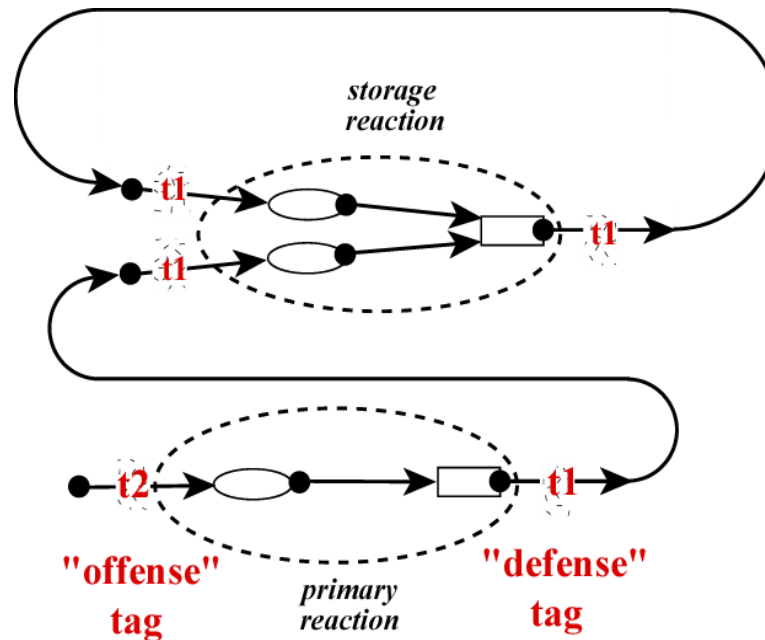 storage
reaction
t1
t1
t1
t2
t1
"offense"
tag
primary
reaction
"defense"
tag